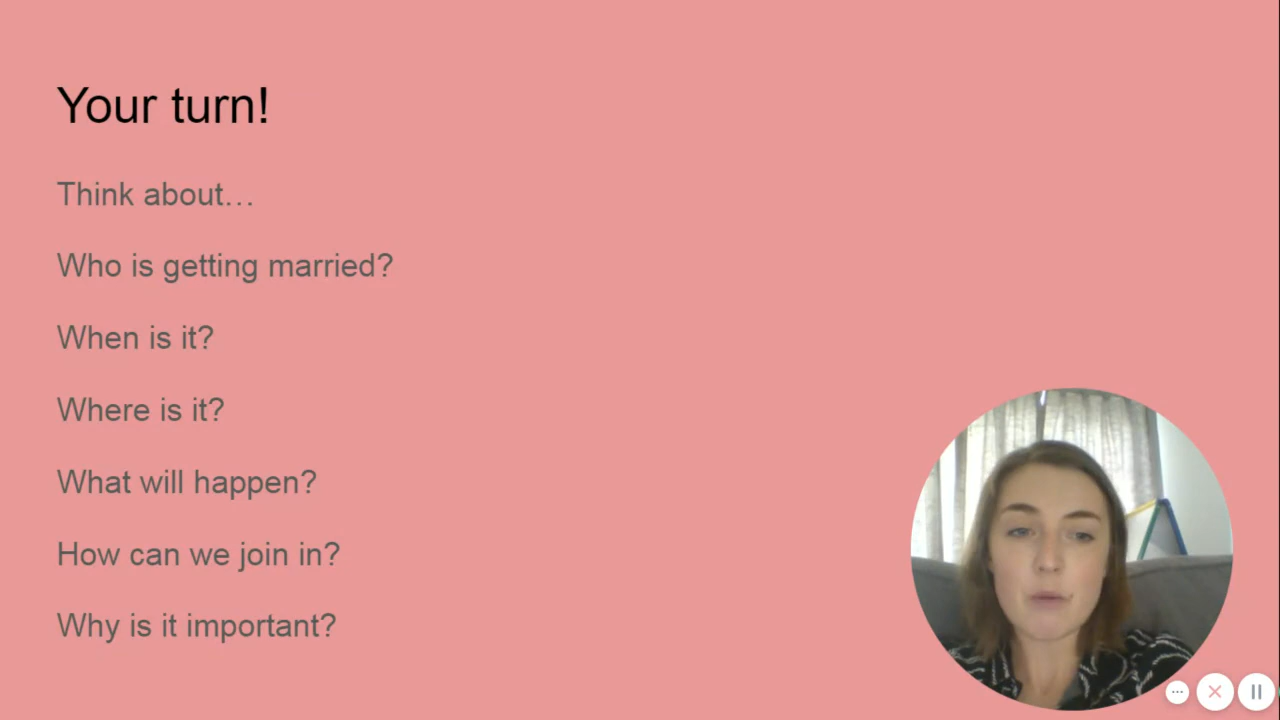 Your turn!
Think about…
Who is getting married?
When is it?
Where is it?
What will happen?
How can we join in?
Why is it important?